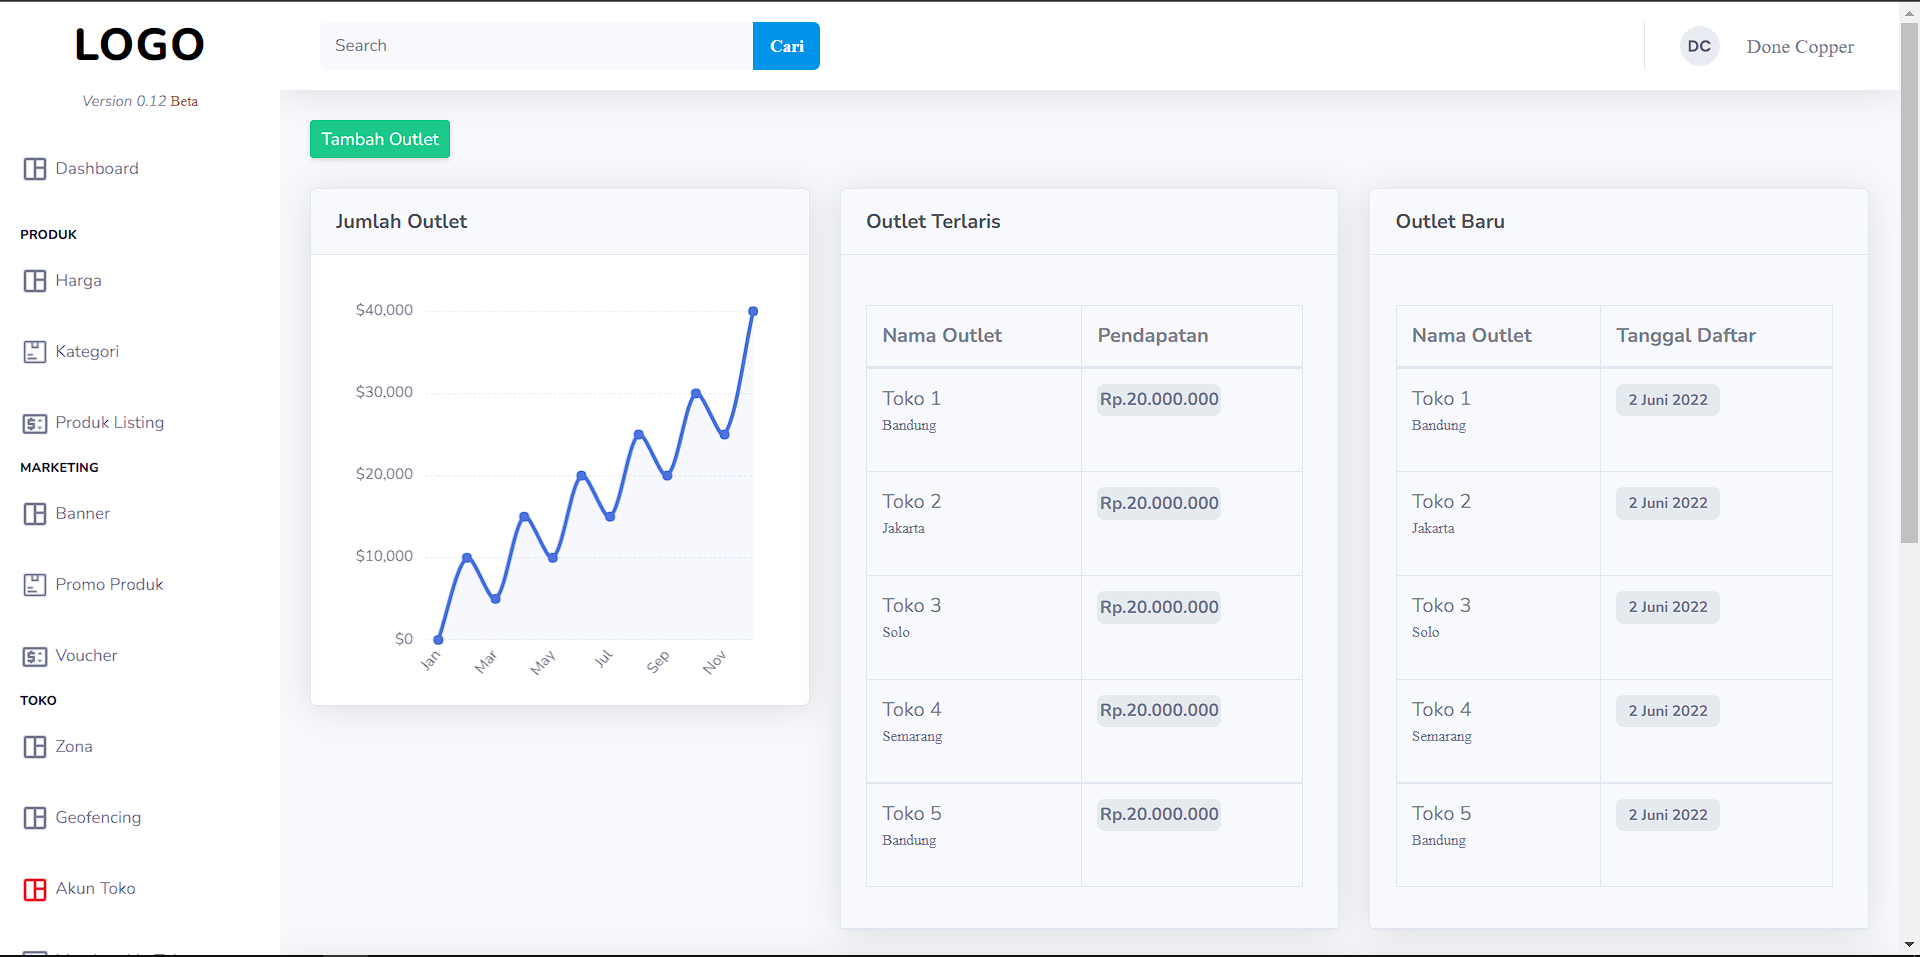 LOGO
Version 0.12 Beta
Search
Cari
DC
Done Copper
Dashboard
PRODUK
Harga
Kategori
Produk Listing
MARKETING
Banner
Promo Produk
Voucher
TOKO
Zona
Geofencing
Akun Toko
Tambah Outlet
Jumlah Outlet
$40,000
$30,000
$20,000
$10,000
$0
Jan Mar May Jul Sep Nov
Outlet Terlaris
Nama Outlet Pendapatan
Toko 1 Rp.20.000.000
Bandung
Toko 2 Rp.20.000.000
Jakarta
Toko 3 Rp.20.000.000
Solo
Toko 4 Rp.20.000.000
Semarang
Toko 5 Rp.20.000.000
Bandung
Outlet Baru
Nama Outlet Tanggal Daftar
Toko 1 2 Juni 2022
Bandung
Toko 2 2 Juni 2022
Jakarta
Toko 3 2 Juni 2022
Solo
Toko 4 2 Juni 2022
Semarang
Toko 5 2 Juni 2022
Bandung